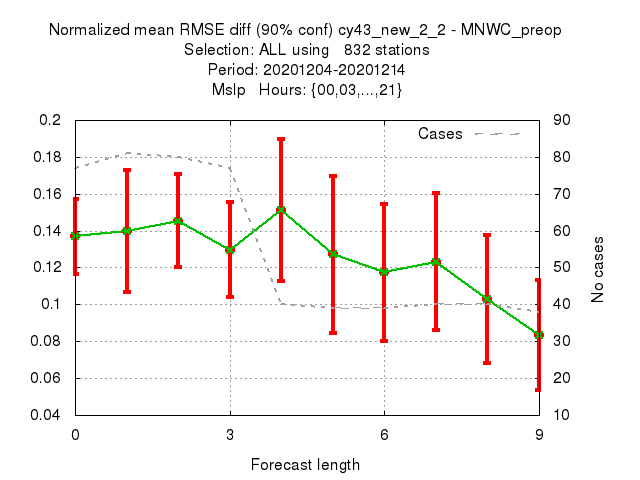 Normalized mean RMSE diff (90% conf) cy43_new_2_2 - MNWC_preop
Selection: ALL using 832 stations
Period: 20201204-20201214
Mslp Hours: {00,03,...,21}
Cases
0.2
0.18
0.16
0.14
0.12
0.1
0.08
0.06
0.04
90
80
70
60
50
40
30
20
10
No cases
0 3 6 9
Forecast length